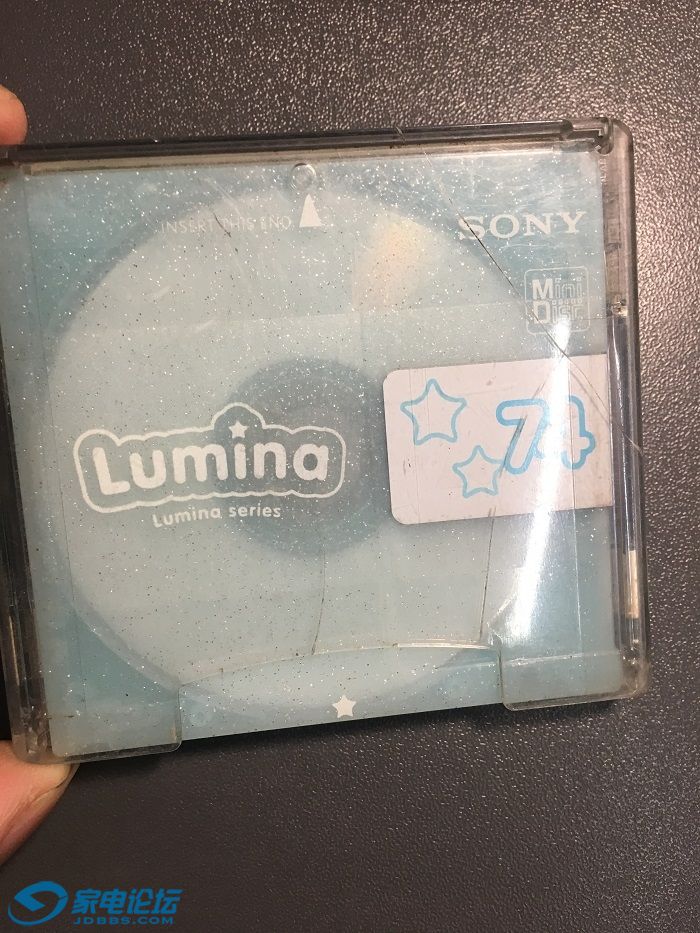 INSERT THIS END
SONY
Mini
Disc
74
Lumina
Lumina series
家电论坛
JDBBS.COM